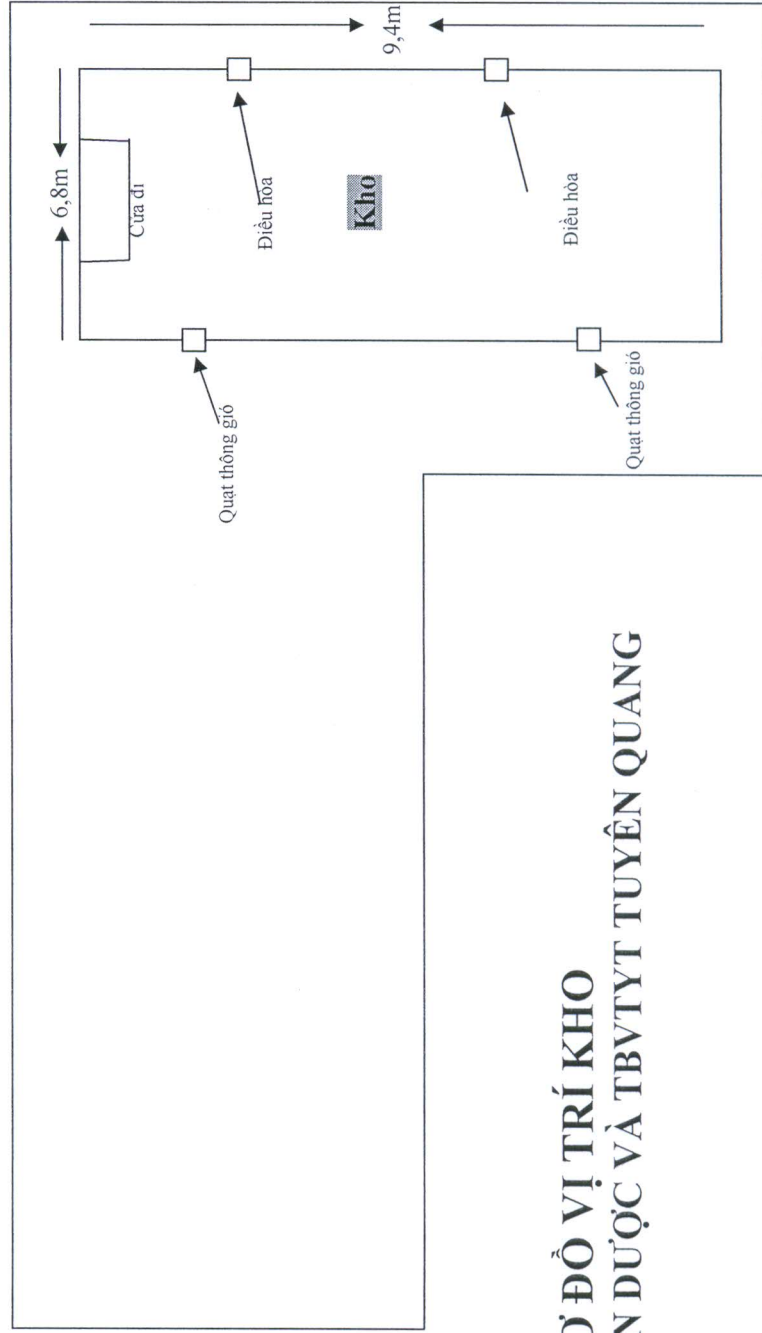 6,8m
9,4m
Cửa đi
Điều hòa
Kho
Điều hòa
Quạt thông gió
Quạt thông gió
Ơ ĐỒ VỊ TRÍ KHO
N DƯỢC VÀ TBVTYT TUYÊN QUANG